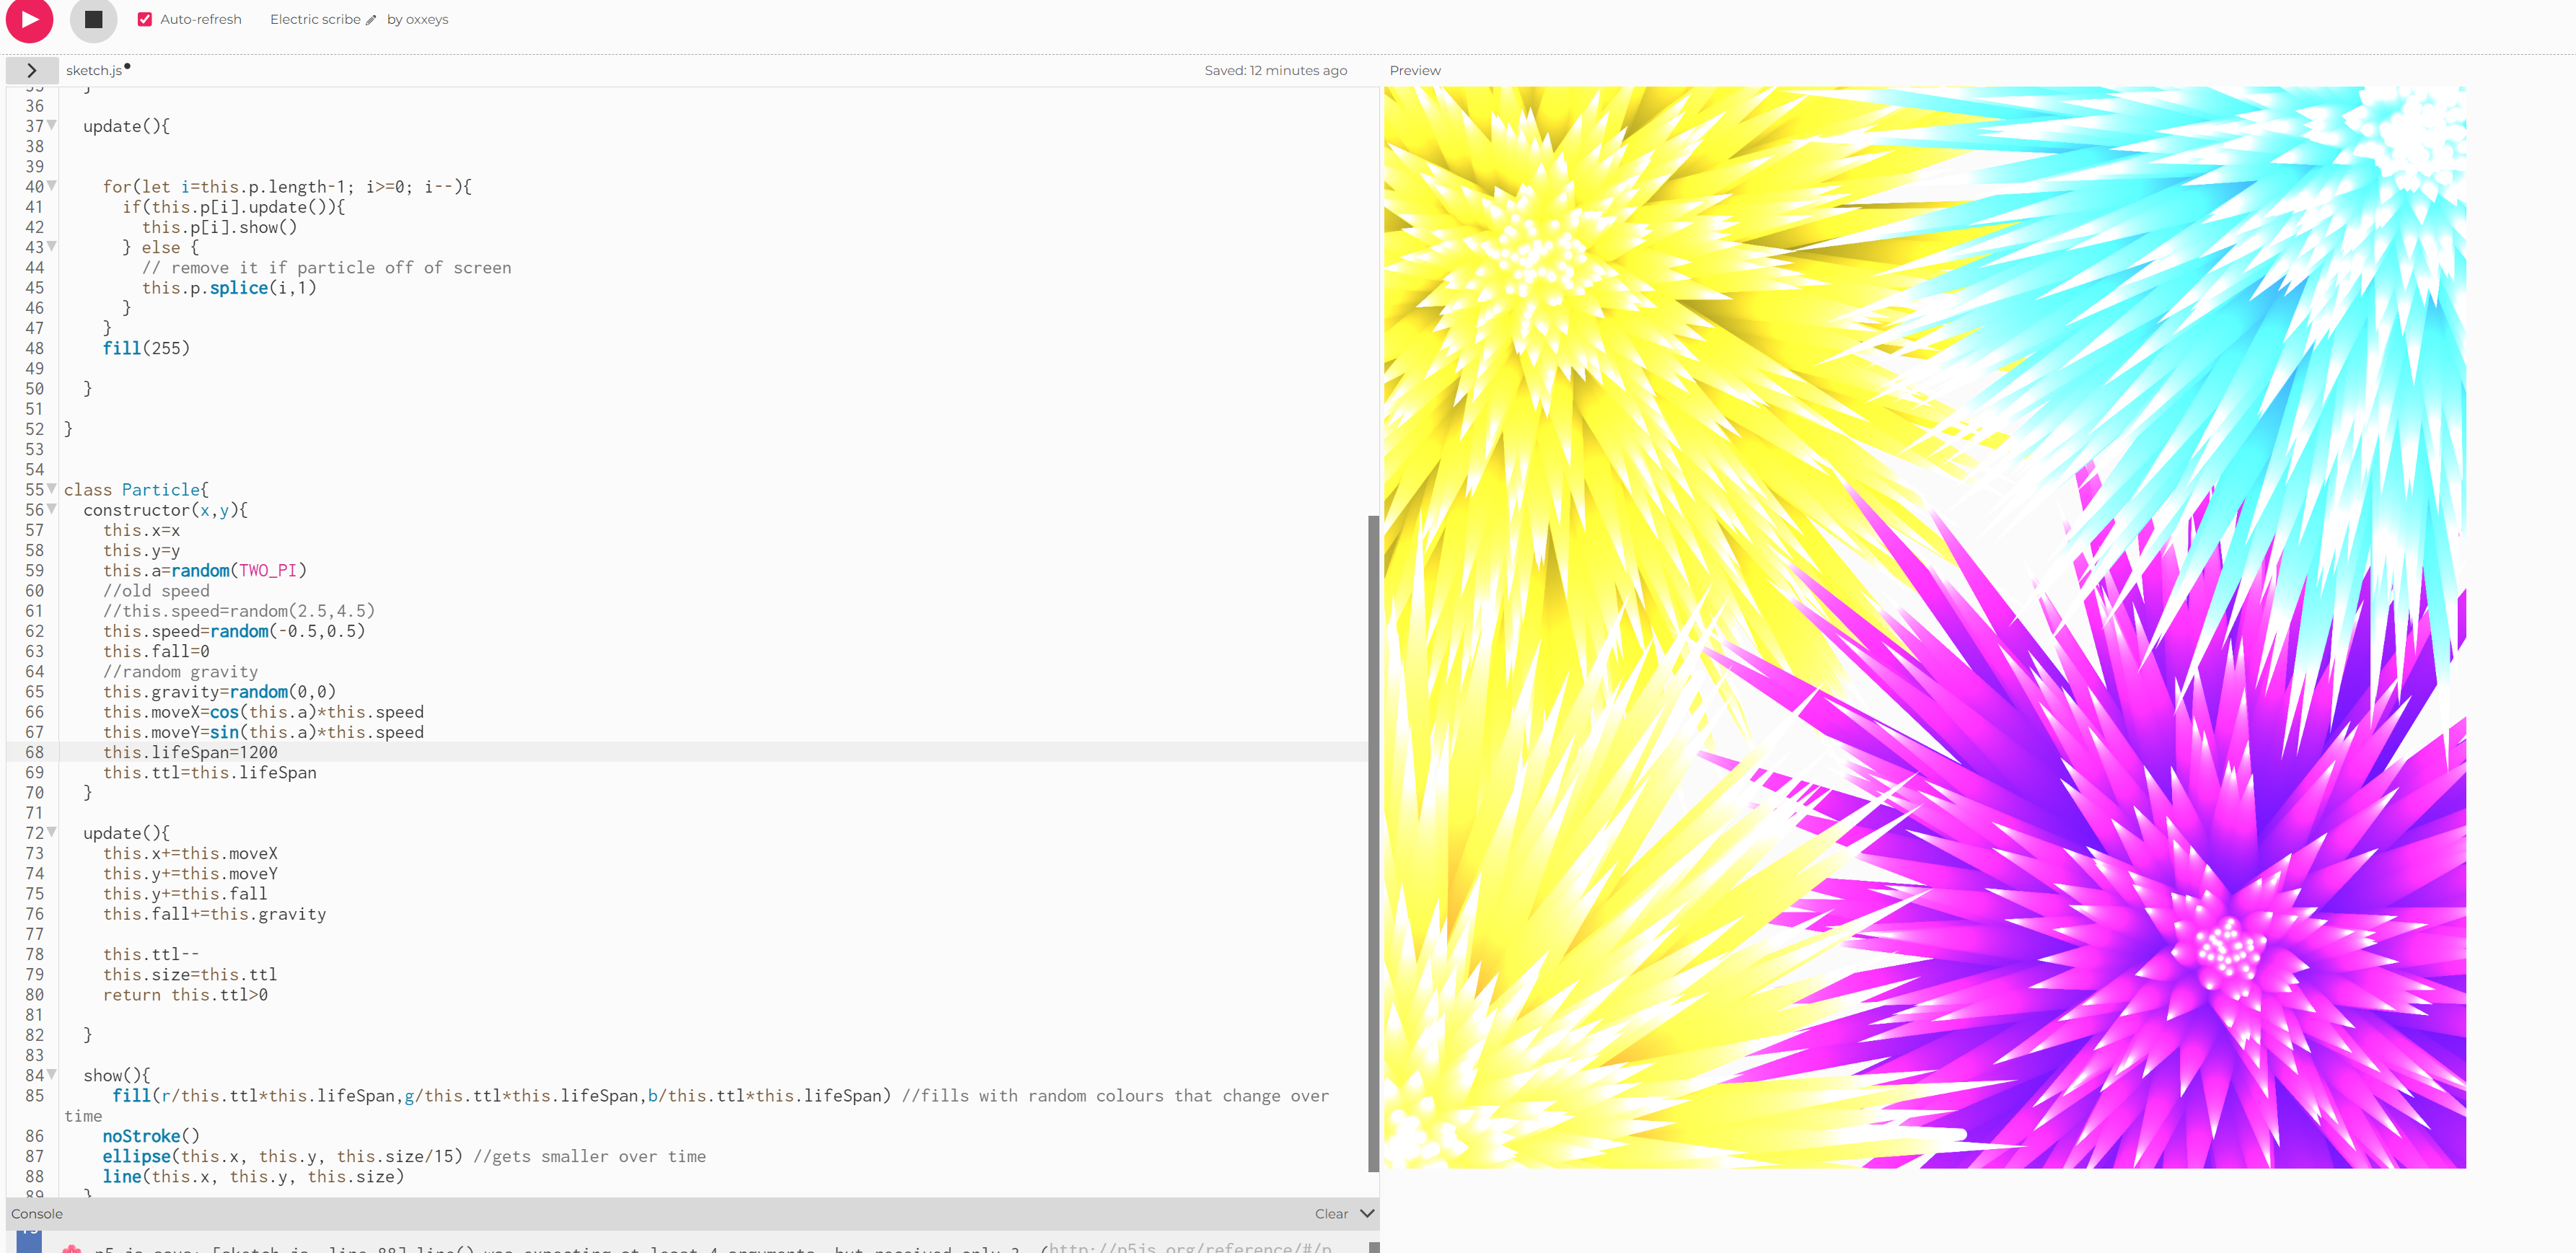 Auto-refresh Electric scribe by oxxeys
sketch.js Saved: 12 minutes ago Preview
35 }
36
37 update(){
38
39
40 for(let i=this.p.length-1; i>=0; i--){
41 if(this.p[i].update()){
42 this.p[i].show()
43 } else {
44 // remove it if particle off of screen
45 this.p.splice(i,1)
46 }
47 }
48 fill(255)
49
50 }
51
52 }
53
54
55 class Particle{
56 constructor(x,y){
57 this.x=x
58 this.y=y
59 this.a=random(TWO_PI)
60 //old speed
61 //this.speed=random(2.5,4.5)
62 this.speed=random(-0.5,0.5)
63 this.fall=0
64 //random gravity
65 this.gravity=random(0,0)
66 this.moveX=cos(this.a)*this.speed
67 this.moveY=sin(this.a)*this.speed
68 this.lifeSpan=1200
69 this.ttl=this.lifeSpan
70 }
71
72 update(){
73 this.x+=this.moveX
74 this.y+=this.moveY
75 this.y+=this.fall
76 this.fall+=this.gravity
77
78 this.ttl--
79 this.size=this.ttl
80 return this.ttl>0
81
82 }
83
84 show(){
85 fill(r/this.ttl*this.lifeSpan,g/this.ttl*this.lifeSpan,b/this.ttl*this.lifeSpan) //fills with random colours that change over
time
86 noStroke()
87 ellipse(this.x, this.y, this.size/15) //gets smaller over time
88 line(this.x, this.y, this.size)
89 }
Console Clear
p5.js says: [sketch.js, line 88] line() was expecting at least 4 arguments, but received only 3. (http://p5js.org/reference/#/p